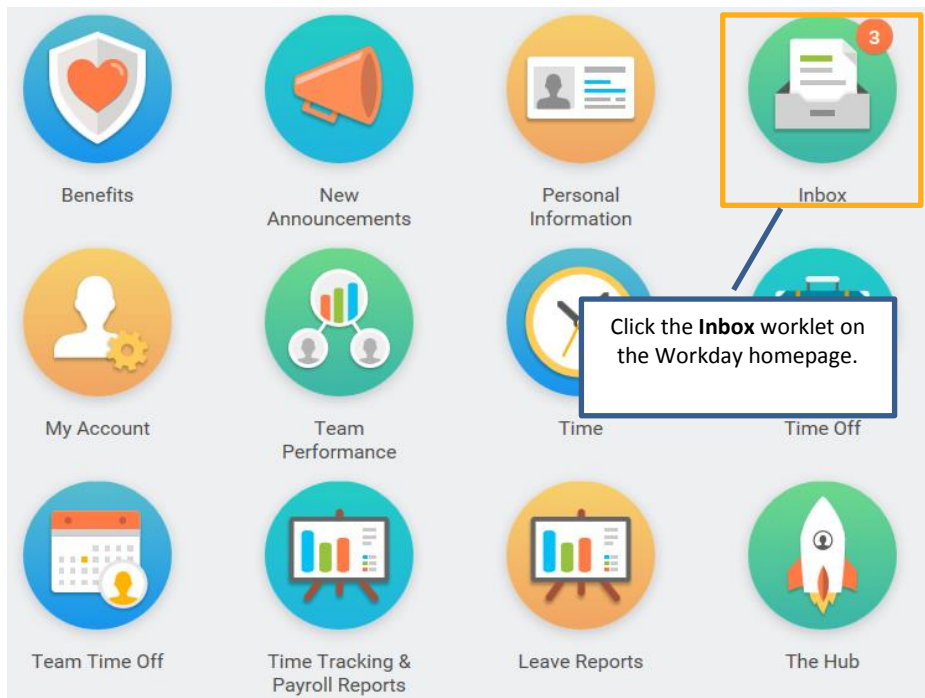 3
Benefits
New
Announcements
Personal
Information
Inbox
Click the Inbox worklet on
the Workday homepage.
My Account
Team
Performance
Time
Time Off
Team Time Off
Time Tracking &
Payroll Reports
Leave Reports
The Hub